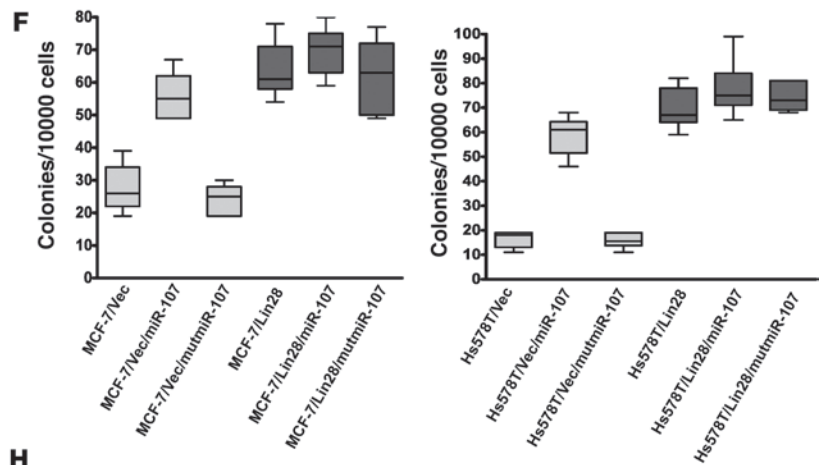 F
Colonies/10000 cells
80
70
60
50
40
30
20
10
0
MCF-7/Vec
MCF-7/Vec/miR-107
MCF-7/Vec/mutmiR-107
MCF-7/Lin28
MCF-7/Lin28/miR-107
MCF-7/Lin28/mutmiR-107
Colonies/10000 cells
100
90
80
70
60
50
40
30
20
10
0
Hs578T/Vec
Hs578T/Vec/miR-107
Hs578T/Vec/mutmiR-107
Hs578T/Lin28
Hs578T/Lin28/miR-107
Hs578T/Lin28/mutmiR-107
H